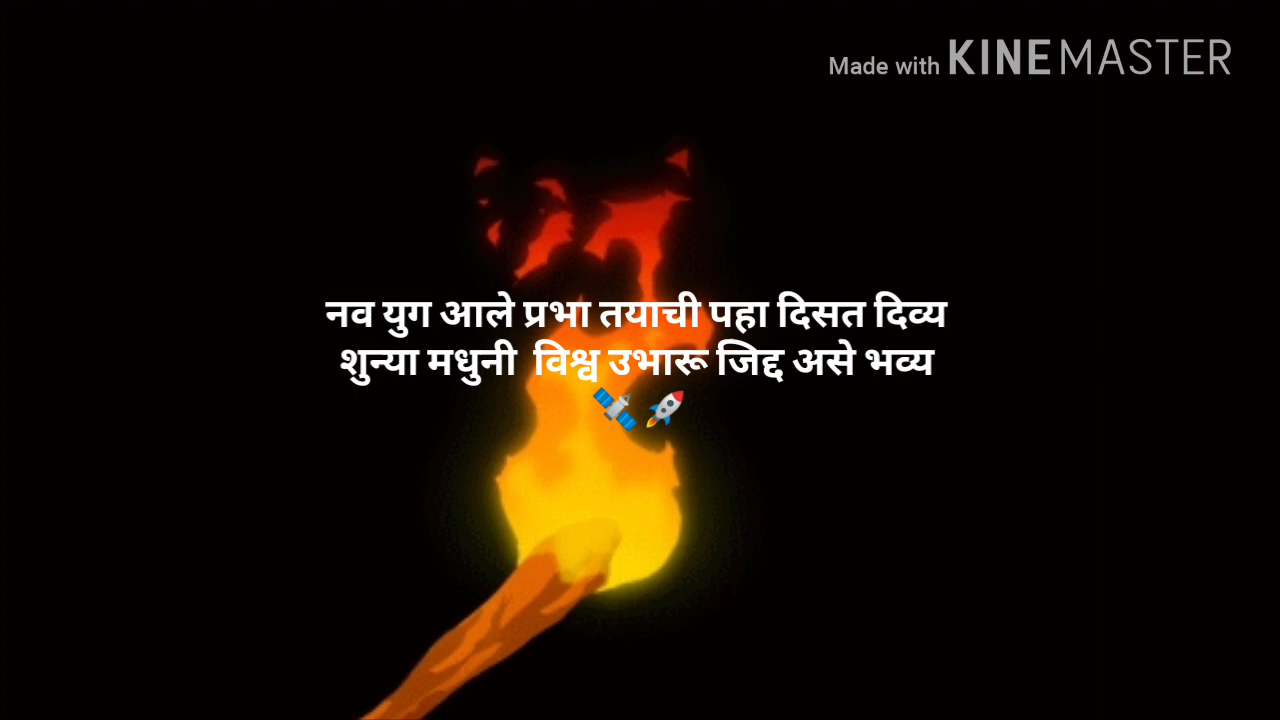 Made with KINEMASTER
नव युग आले प्रभा तयाची पहा दिसत दिव्य
शुन्या मधुनी  विश्व उभारू जिद्द असे भव्य
🛰️ 🚀